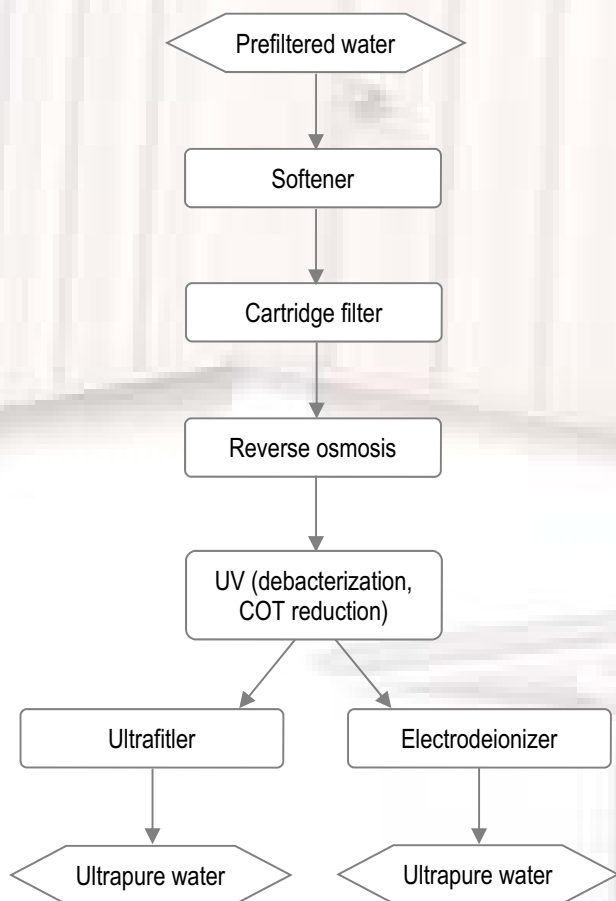 Prefiltered water
Softener
Cartridge filter
Reverse osmosis
UV (debacterization,
COT reduction)
Ultrafitler
Electrodeionizer
Ultrapure water
Ultrapure water